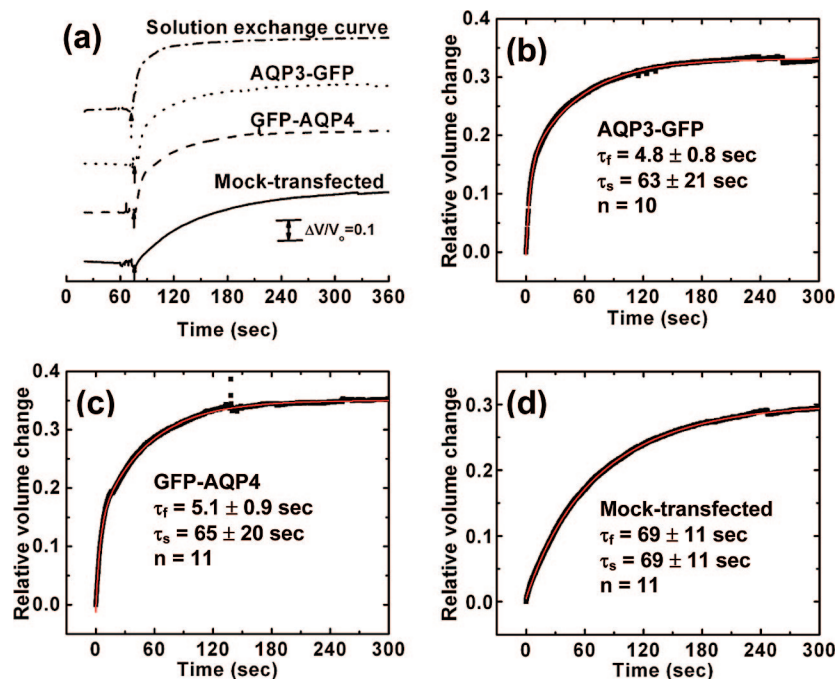 (a)
Solution exchange curve
AQP3-GFP
GFP-AQP4
Mock-transfected
ΔV/Vo=0.1
0 60 120 180 240 300 360
Time (sec)
(b)
Relative volume change
0.4
0.3
0.2
0.1
0.0
AQP3-GFP
τf = 4.8 ± 0.8 sec
τs = 63 ± 21 sec
n = 10
0 60 120 180 240 300
Time (sec)
(c)
Relative volume change
0.4
0.3
0.2
0.1
0.0
GFP-AQP4
τf = 5.1 ± 0.9 sec
τs = 65 ± 20 sec
n = 11
0 60 120 180 240 300
Time (sec)
(d)
Relative volume change
0.4
0.3
0.2
0.1
0.0
Mock-transfected
τf = 69 ± 11 sec
τs = 69 ± 11 sec
n = 11
0 60 120 180 240 300
Time (sec)